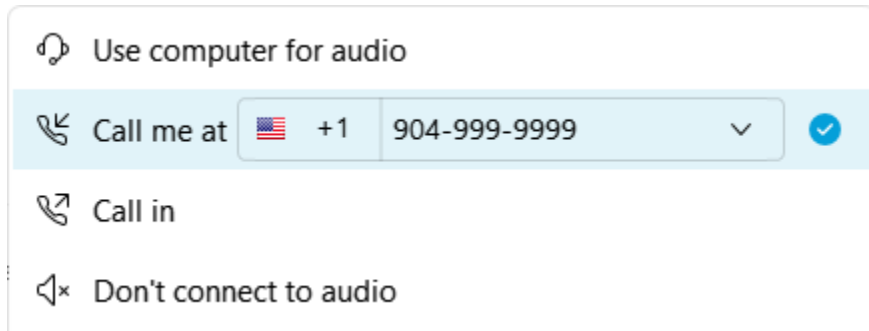 Use computer for audio
Call me at +1 904-999-9999
Call in
Don't connect to audio